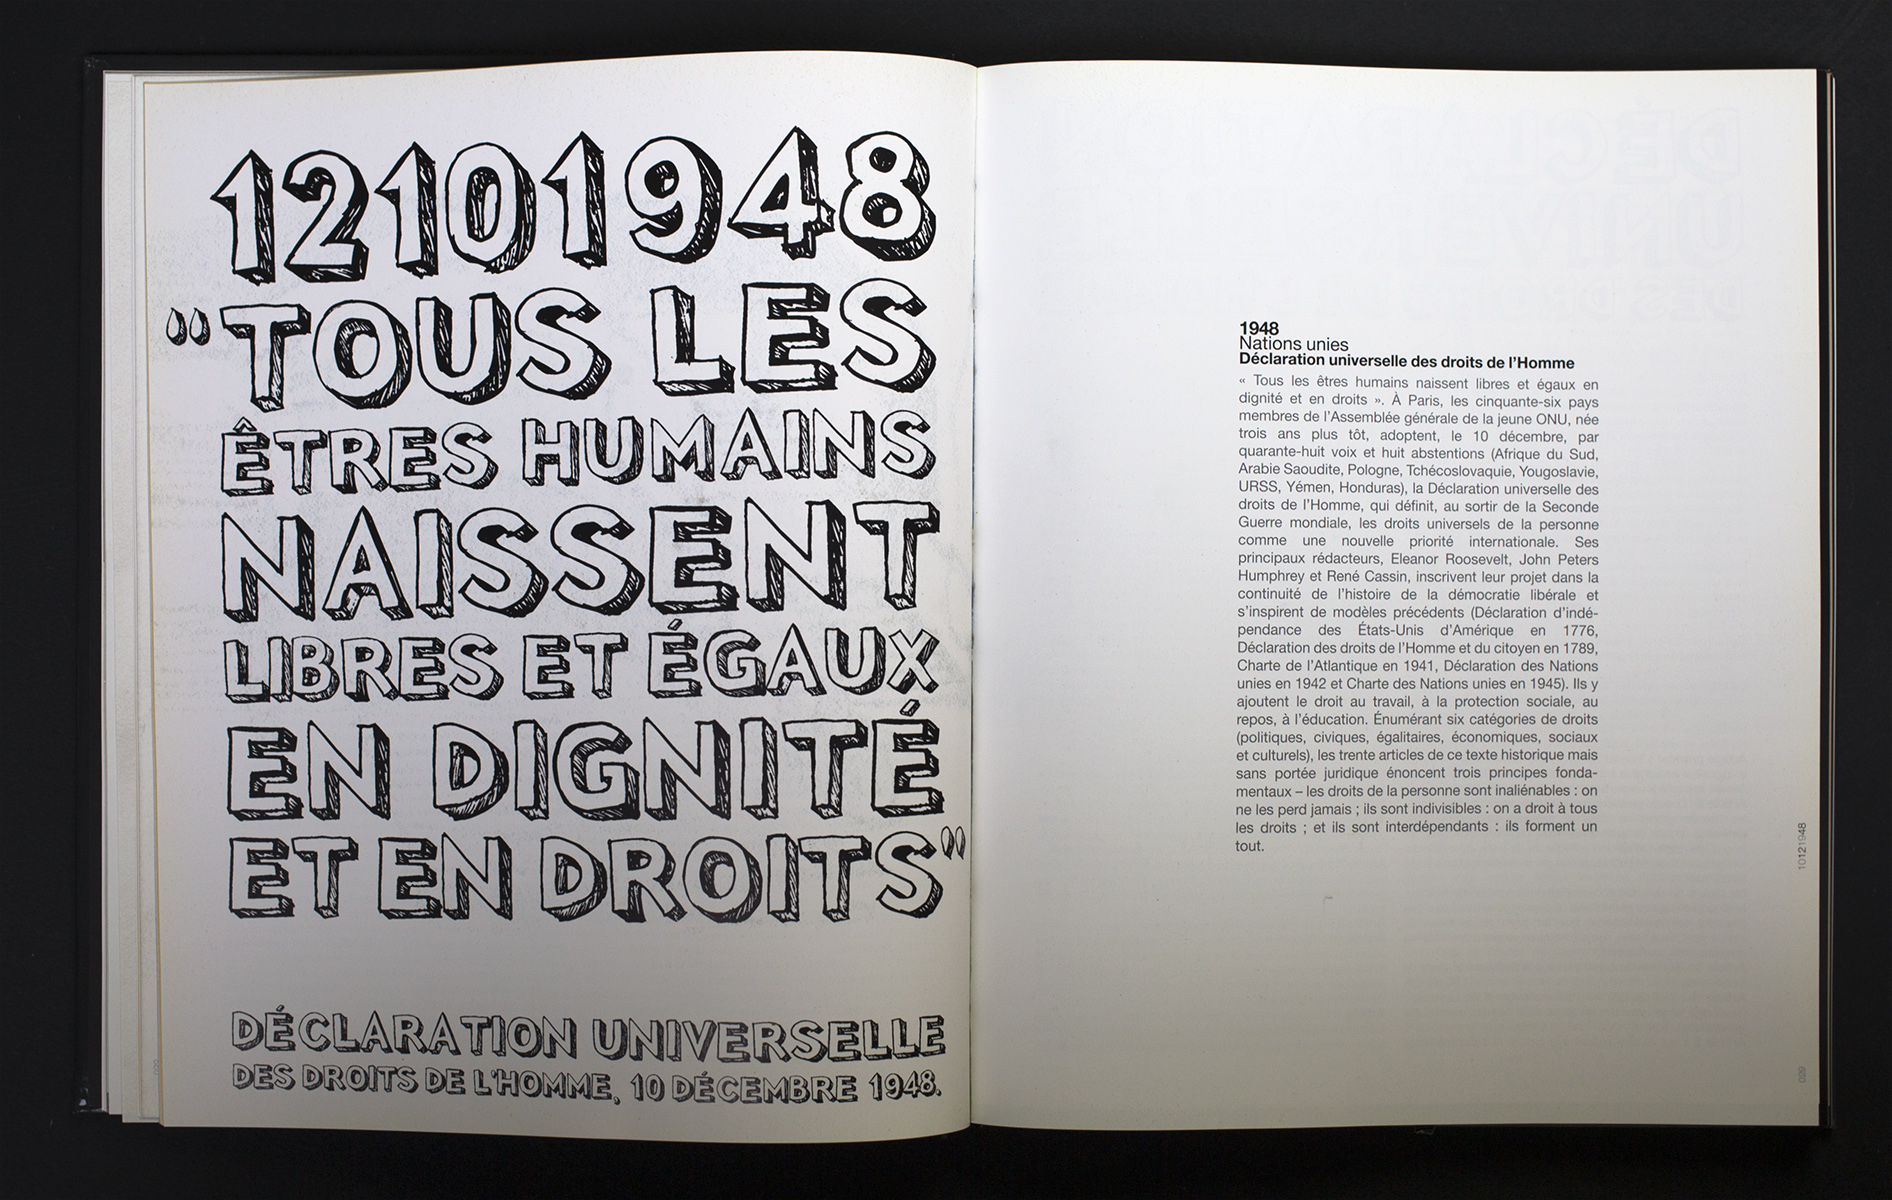 12101948
"TOUS LES
ÊTRES HUMAINS
NAISSENT
LIBRES ET ÉGAUX
EN DIGNITÉ
ET EN DROITS"
DÉCLARATION UNIVERSELLE
DES DROITS DE L'HOMME, 10 DÉCEMBRE 1948.
1948
Nations unies
Déclaration universelle des droits de l'Homme
« Tous les êtres humains naissent libres et égaux en
dignité et en droits ». À Paris, les cinquante-six pays
membres de l'Assemblée générale de la jeune ONU, née
trois ans plus tôt, adoptent, le 10 décembre, par
quarante-huit voix et huit abstentions (Afrique du Sud,
Arabie Saoudite, Pologne, Tchécoslovaquie, Yougoslavie,
URSS, Yémen, Honduras), la Déclaration universelle des
droits de l'Homme, qui définit, au sortir de la Seconde
Guerre mondiale, les droits universels de la personne
comme une nouvelle priorité internationale. Ses
principaux rédacteurs, Eleanor Roosevelt, John Peters
Humphrey et René Cassin, inscrivent leur projet dans la
continuité de l'histoire de la démocratie libérale et
s'inspirent de modèles précédents (Déclaration d'indé-
pendance des États-Unis d'Amérique en 1776,
Déclaration des droits de l'Homme et du citoyen en 1789,
Charte de l'Atlantique en 1941, Déclaration des Nations
unies en 1942 et Charte des Nations unies en 1945). Ils y
ajoutent le droit au travail, à la protection sociale, au
repos, à l'éducation. Énumérant six catégories de droits
(politiques, civiques, égalitaires, économiques, sociaux
et culturels), les trente articles de ce texte historique mais
sans portée juridique énoncent trois principes fonda-
mentaux – les droits de la personne sont inaliénables : on
ne les perd jamais ; ils sont indivisibles : on a droit à tous
les droits ; et ils sont interdépendants : ils forment un
tout.
10121948
029